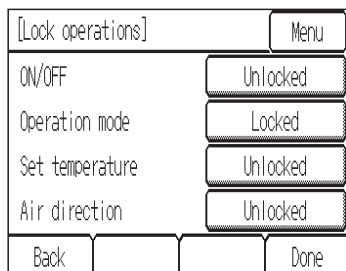 [Lock operations] Menu
ON/OFF Unlocked
Operation mode Locked
Set temperature Unlocked
Air direction Unlocked
Back Done